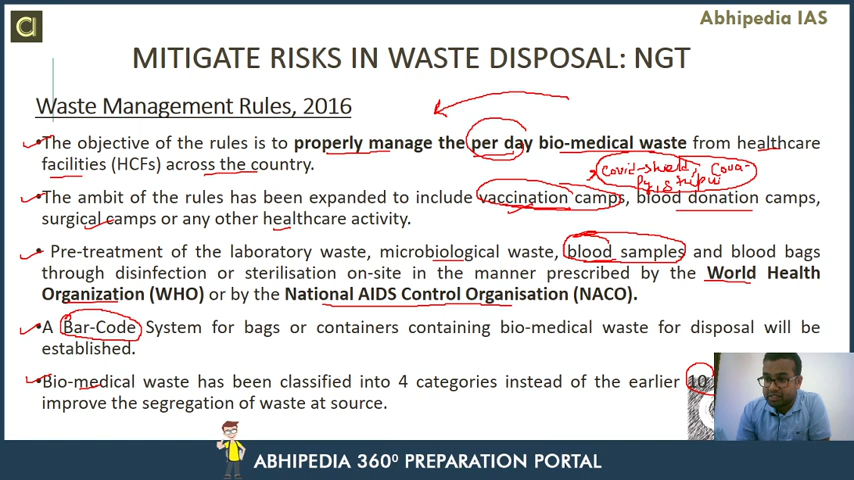 Abhipedia IAS
a
MITIGATE RISKS IN WASTE DISPOSAL: NGT
Waste Management Rules, 2016
•The objective of the rules is to properly manage the per day bio-medical waste from healthcare
facilities (HCFs) across the country.
Covid-shield, Cova-
•The ambit of the rules has been expanded to include vaccination camps, blood donation camps,
surgical camps or any other healthcare activity.
• Pre-treatment of the laboratory waste, microbiological waste, blood samples and blood bags
through disinfection or sterilisation on-site in the manner prescribed by the World Health
Organization (WHO) or by the National AIDS Control Organisation (NACO).
•A Bar-Code System for bags or containers containing bio-medical waste for disposal will be
established.
•Bio-medical waste has been classified into 4 categories instead of the earlier 10
improve the segregation of waste at source.
ABHIPEDIA 360⁰ PREPARATION PORTAL